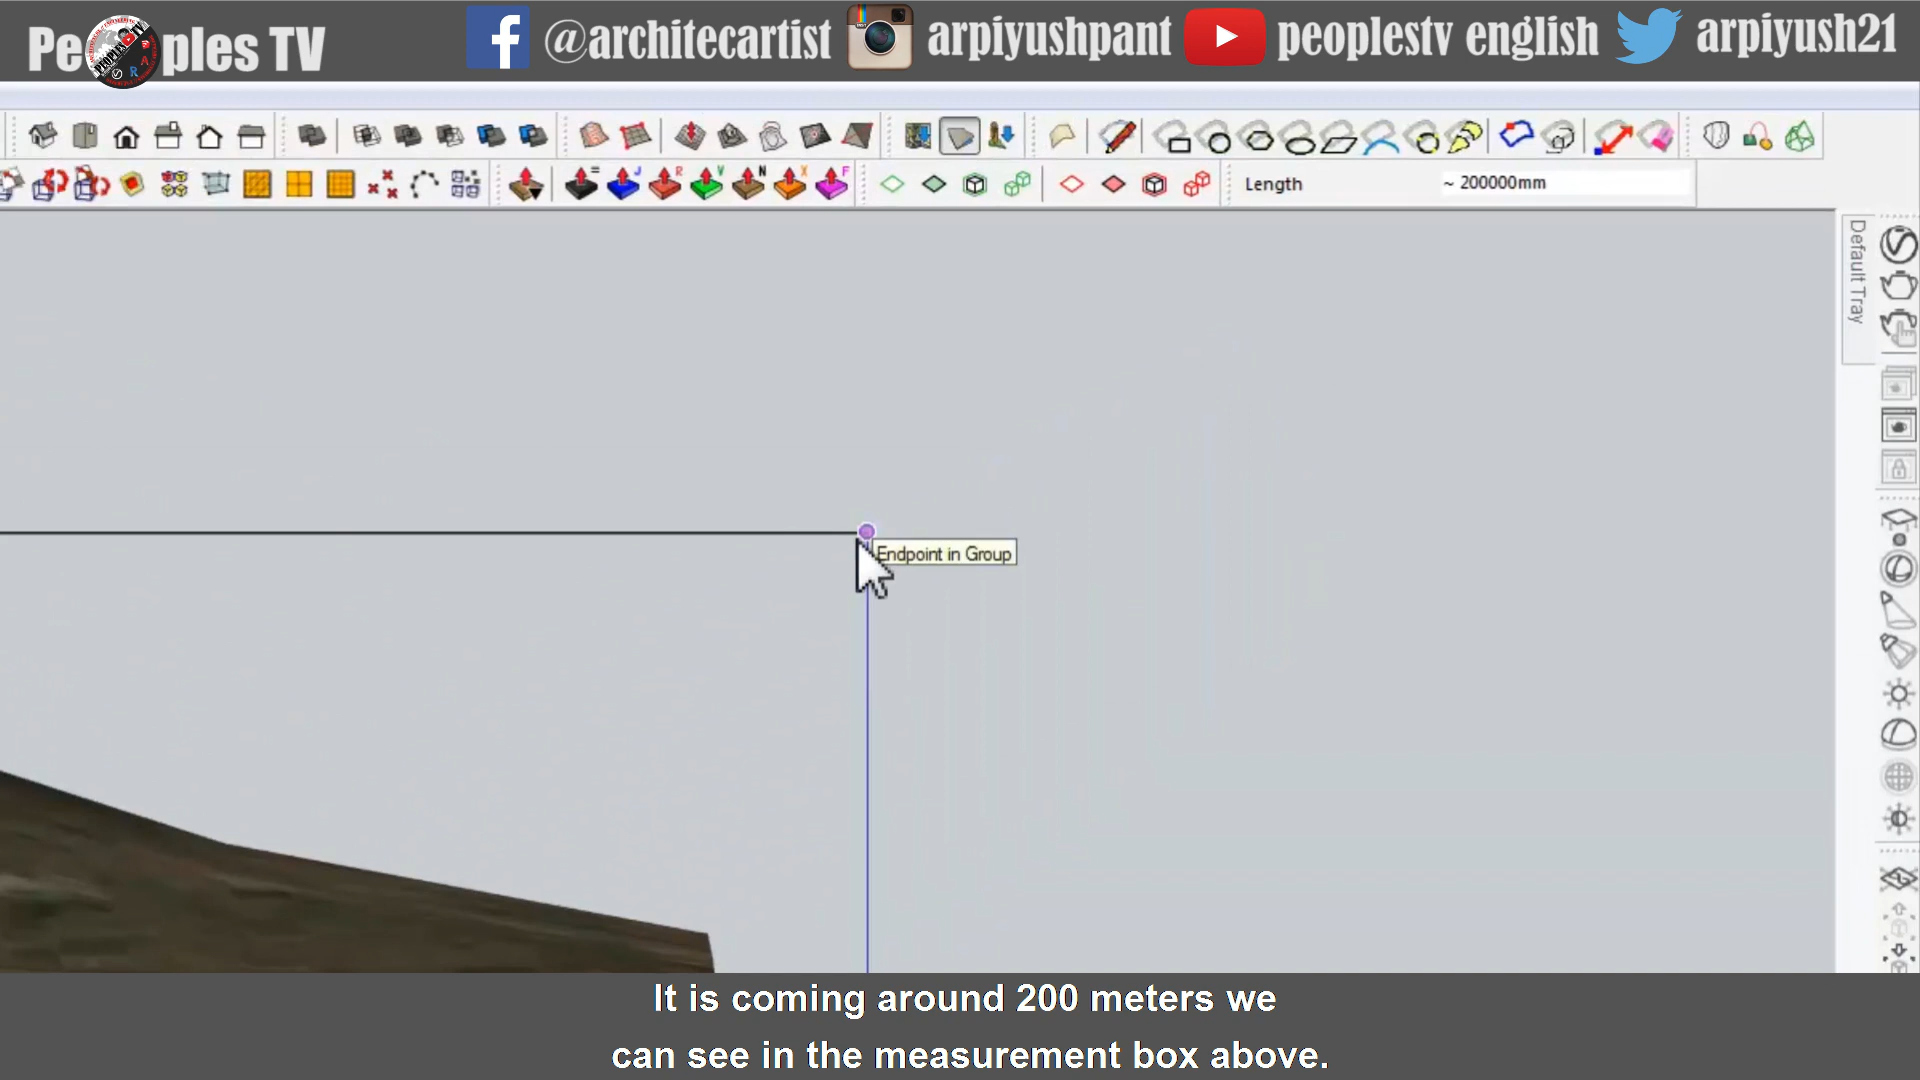 Peoples TV
@architecartist
arpiyushpant
peoplestv english
arpiyush21
= J R V N X F
Length
~ 200000mm
Default Tray
Endpoint in Group
It is coming around 200 meters we
can see in the measurement box above.